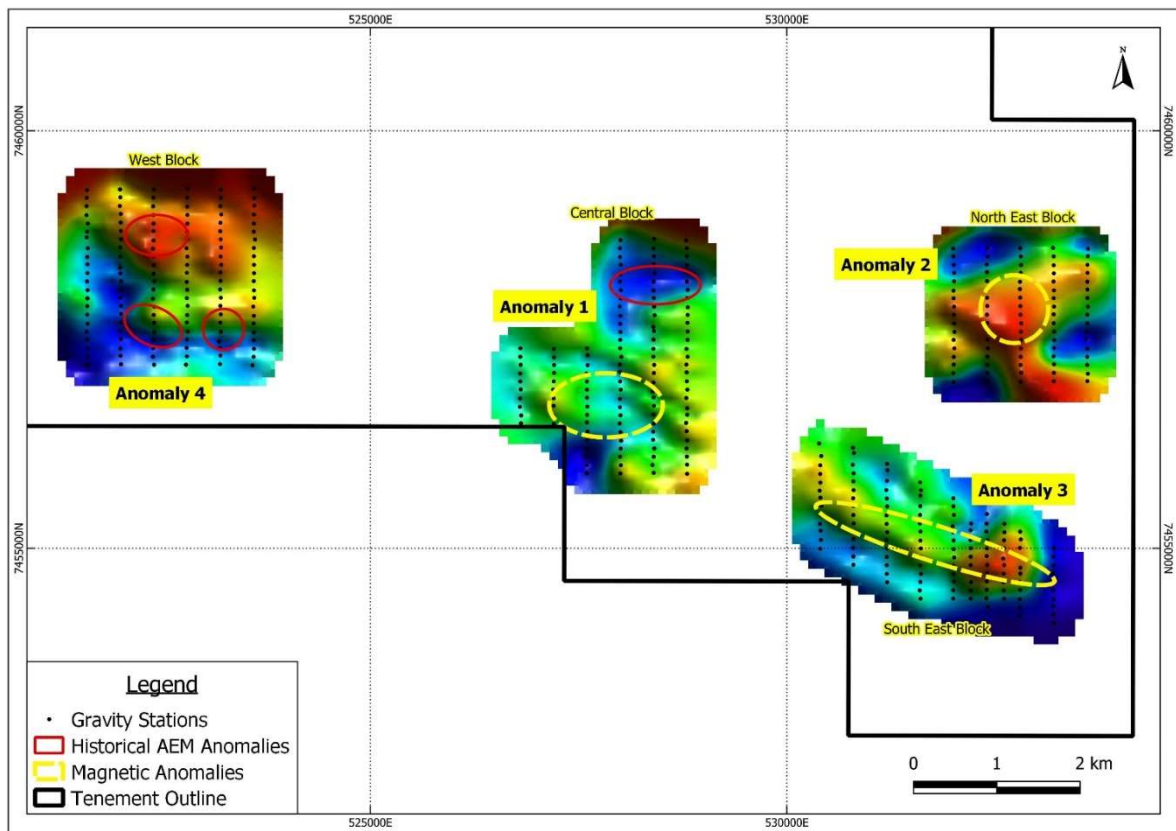 525000E
530000E
N
7460000N
7460000N
West Block
Central Block
North East Block
Anomaly 2
Anomaly 1
Anomaly 4
Anomaly 3
7455000N
7455000N
South East Block
Legend
Gravity Stations
Historical AEM Anomalies
Magnetic Anomalies
Tenement Outline
0 1 2 km
525000E
530000E